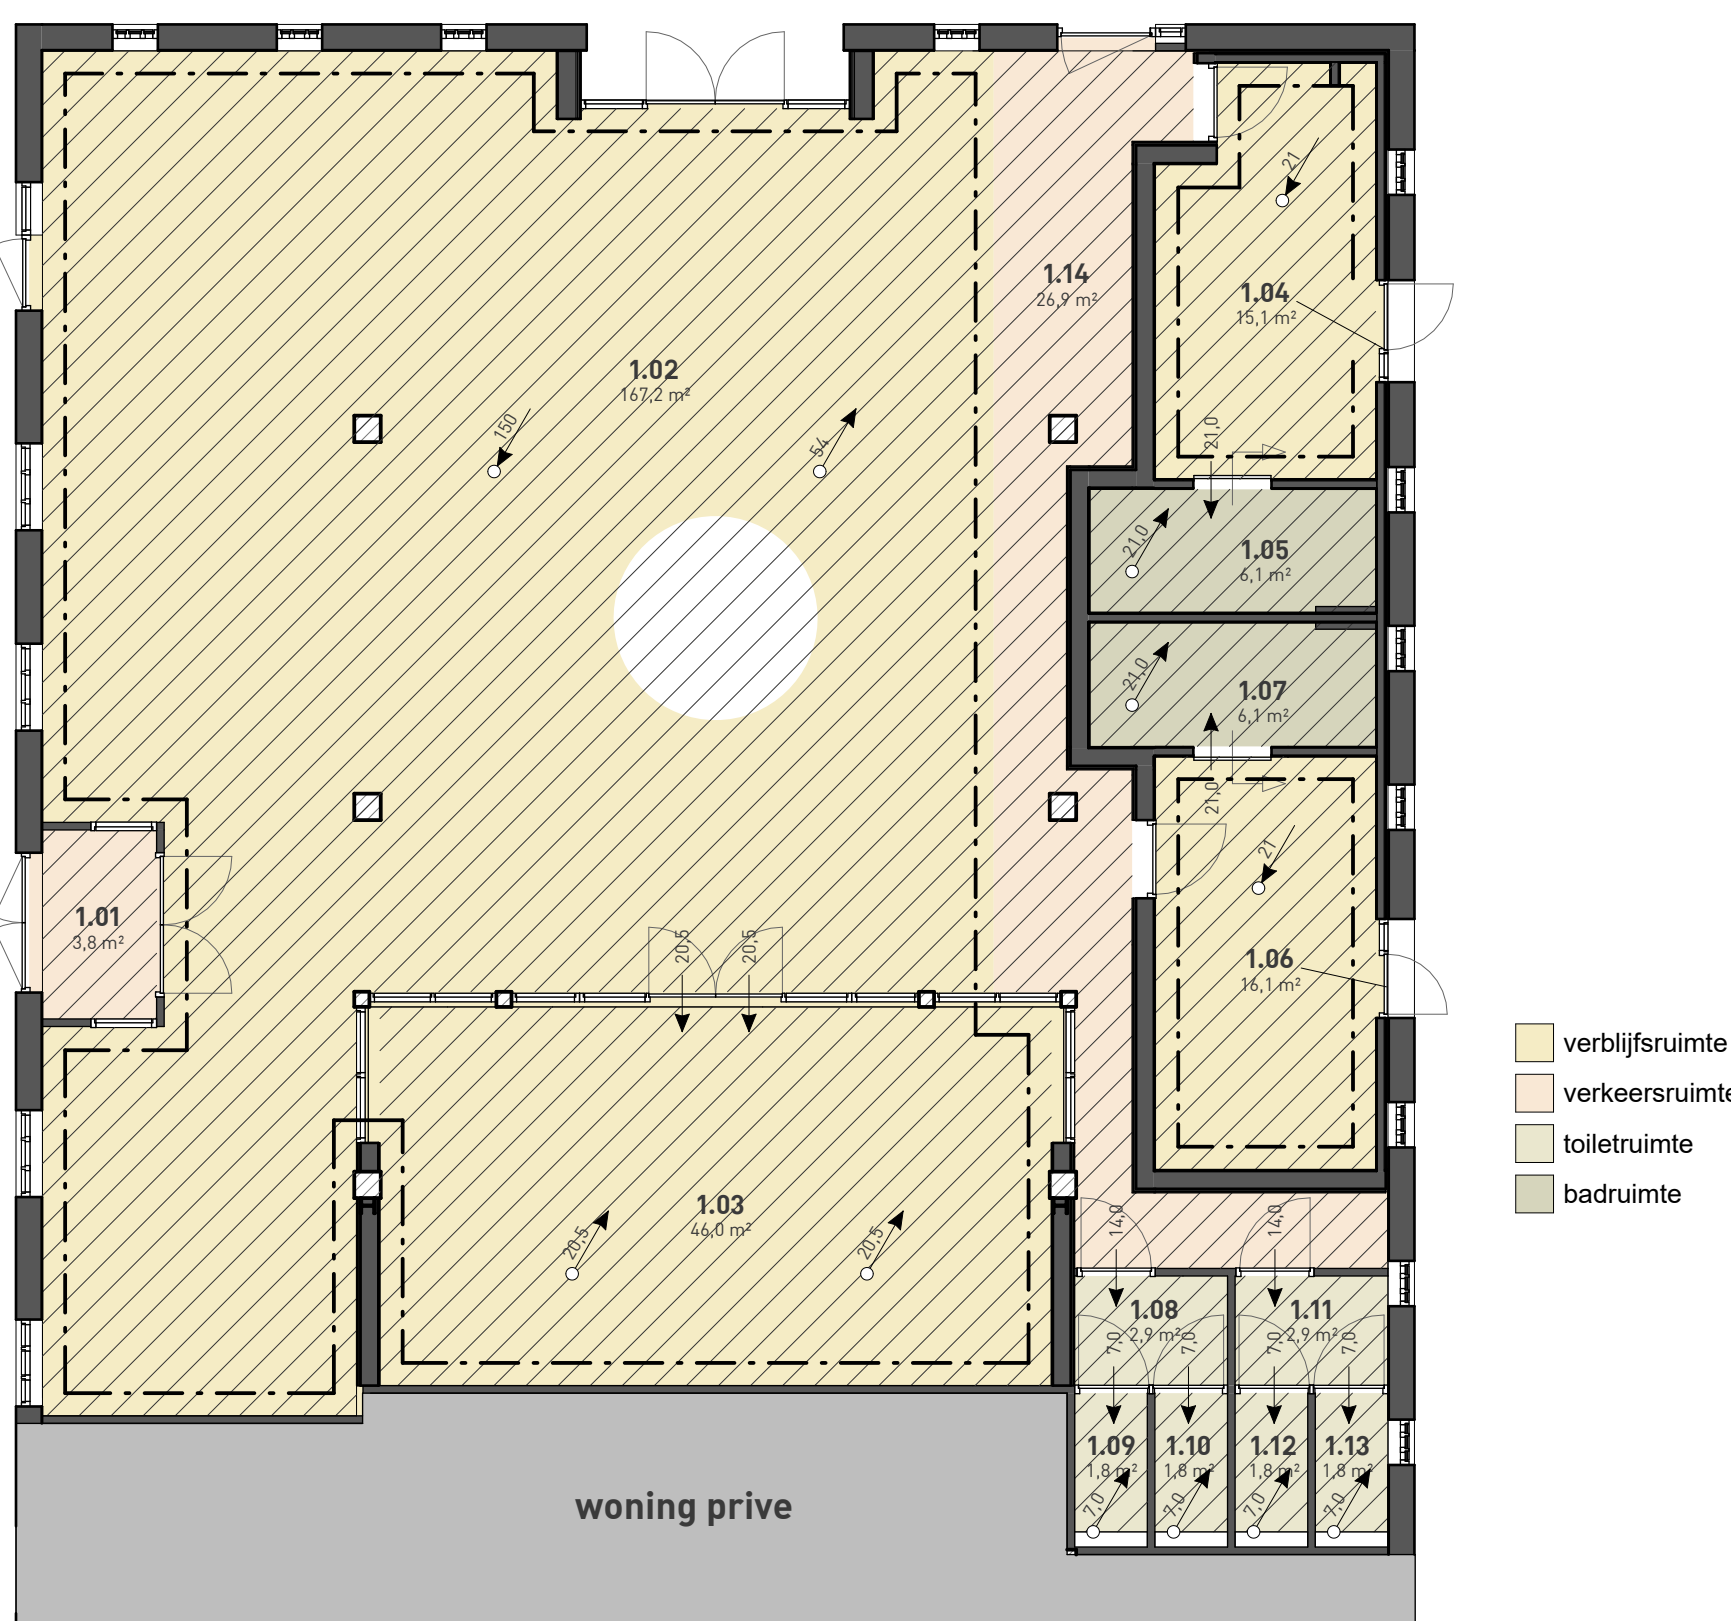 21
1.14
26,9 m²
1.04
15,1 m²
1.02
167,2 m²
150
54
21,0
21,0
1.05
6,1 m²
21,0
1.07
6,1 m²
21,0
21
1.01
3,8 m²
20,5
20,5
1.06
16,1 m²
verblijfsruimte
verkeersruimte
toiletruimte
badruimte
1.03
46,0 m²
20,5
20,5
14,0
14,0
1.08
2,9 m²
1.11
2,9 m²
7,0
7,0
7,0
7,0
1.09
1,8 m²
1.10
1,8 m²
1.12
1,8 m²
1.13
1,8 m²
7,0
7,0
7,0
7,0
woning prive